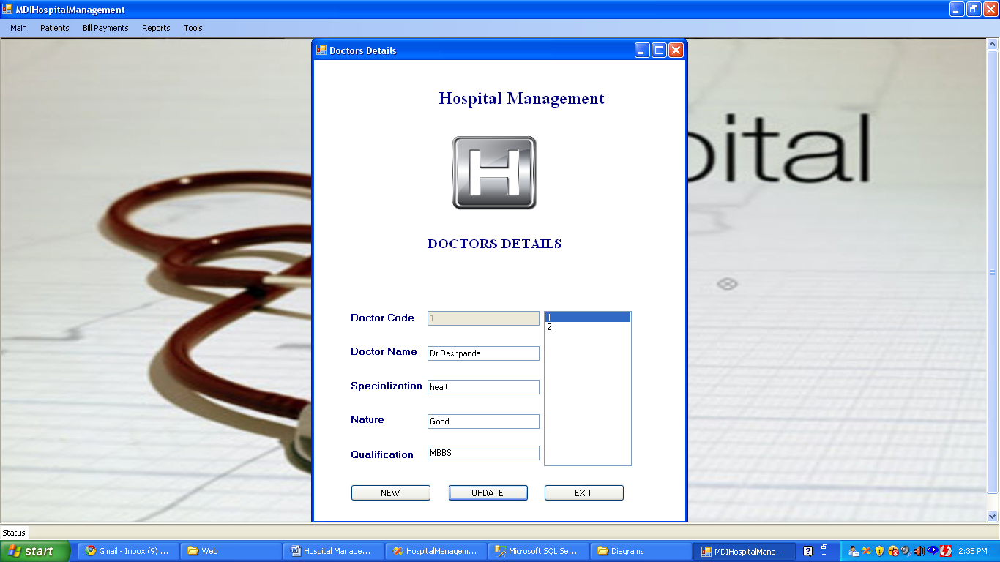 MDIHospitalManagement
Main Patients Bill Payments Reports Tools
Doctors Details
Hospital Management
pital
H
DOCTORS DETAILS
Doctor Code 1 1
2
Doctor Name Dr Deshpande
Specialization heart
Nature Good
Qualification MBBS
NEW UPDATE EXIT
Status
start Gmail - Inbox (9) ... Web Hospital Manage... HospitalManagem... Microsoft SQL Se... Diagrams MDIHospitalMana... 2:35 PM